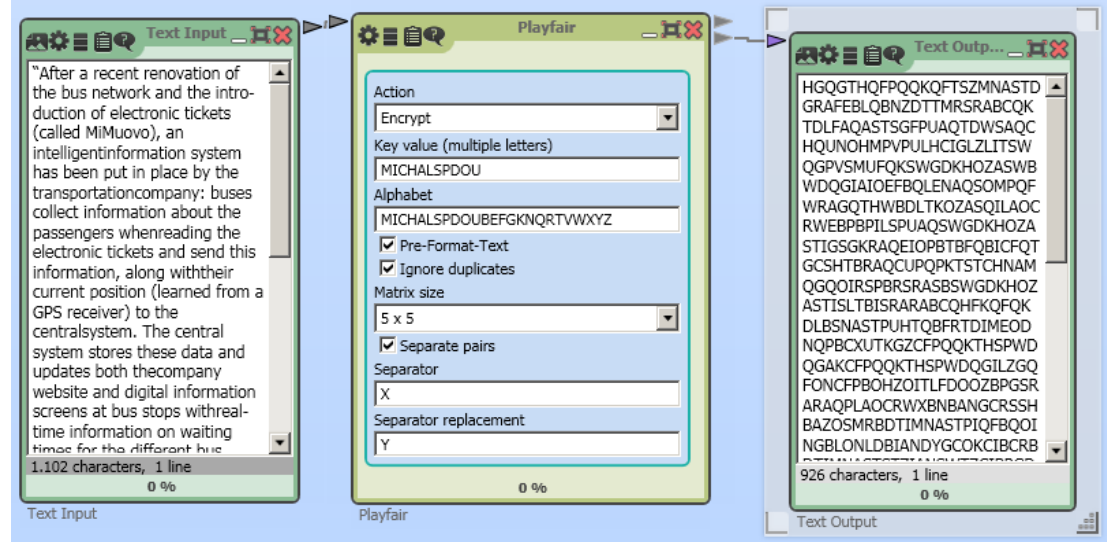 Text Input
“After a recent renovation of
the bus network and the intro-
duction of electronic tickets
(called MiMuovo), an
intelligentinformation system
has been put in place by the
transportationcompany: buses
collect information about the
passengers whenreading the
electronic tickets and send this
information, along withtheir
current position (learned from a
GPS receiver) to the
centralsystem. The central
system stores these data and
updates both thecompany
website and digital information
screens at bus stops withreal-
time information on waiting
times for the different bus
1.102 characters, 1 line
0 %
Text Input
Playfair
Action
Encrypt
Key value (multiple letters)
MICHALSPDOU
Alphabet
MICHALSPDOUBEFGKNQRTVWXYZ
Pre-Format-Text
Ignore duplicates
Matrix size
5 x 5
Separate pairs
Separator
X
Separator replacement
Y
0 %
Playfair
Text Outp...
HGQGTHQFPQQKQFTSZMNASTD
GRAFEBLQBNZDTTMRSRABCQK
TDLFAQASTSGFPUAQTDWSAQC
HQUNOHMPVPULHCIGLZLITSW
QGPVSMUFQKSWGDKHOZASWB
WDQGIAIOEFBQLENAQSOMPQF
WRAGQTHWBDLTKOZASQILAOC
RWEBPBPILSPUAQSWGDKHOZA
STIGSGKRAQEIOPBTBFQBICFQT
GCSHTBRAQCUPQPKTSTCHNAM
QGQOIRSPBRSRASBSWGDKHOZ
ASTISLTBISRARABCQHFKQFQK
DLBSNASTPUHTQBFRTDIMEOD
NQPBCXUTKGZCFPQQKTHSPWD
QGAKCFPQQKTHSPWDQGILZGQ
FONCFPBOHZOITLFDOOZBPGSR
ARAQPLAOCRWXBNBANGCRSSH
BAZOSMRBDTIMNASTPIQFBQOI
NGBLONLDBIANDYGCOKCIBCRB
926 characters, 1 line
0 %
Text Output